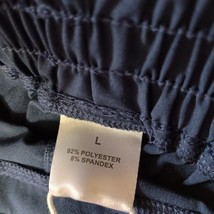 L
92% POLYESTER
8% SPANDEX